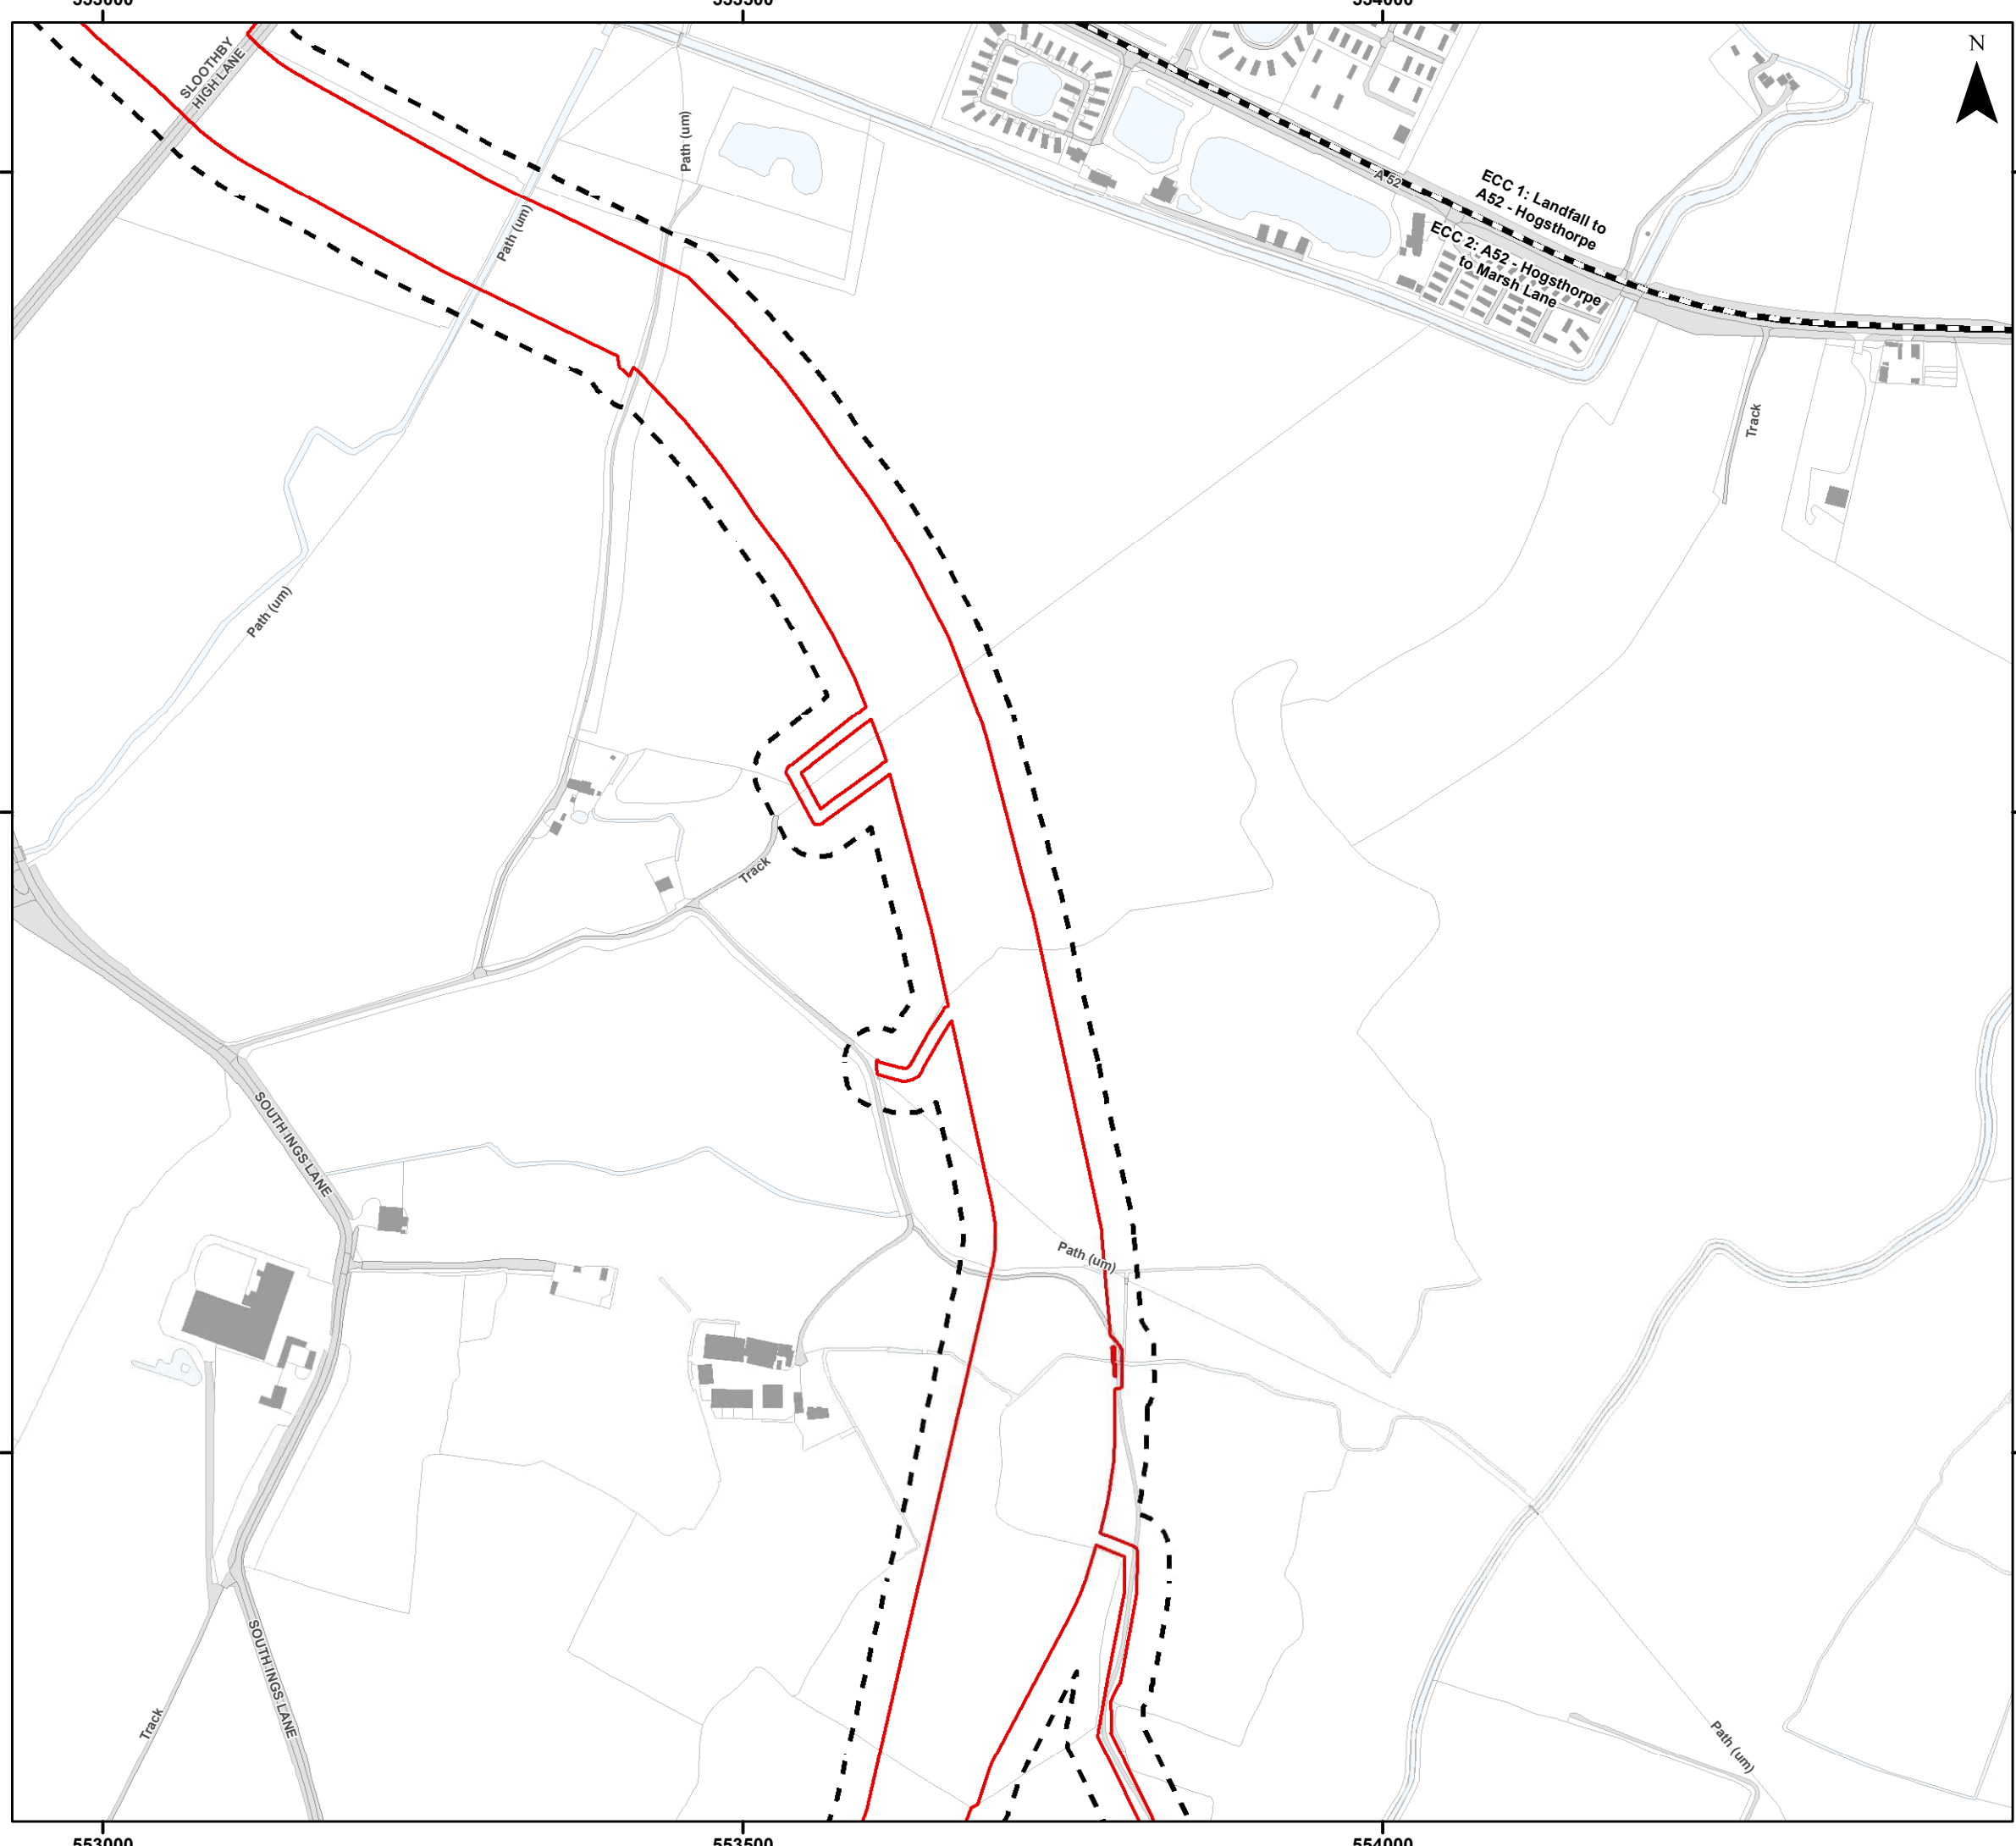 553000
553500
554000
N
SLOOTHBY
HIGH LANE
Path (um)
Path (um)
A 52
ECC 1: Landfall to
A52 - Hogsthorpe
ECC 2: A52 - Hogsthorpe
to Marsh Lane
Track
Path (um)
Track
SOUTH INGS LANE
Path (um)
SOUTH INGS LANE
Track
Path (um)
553000
553500
554000